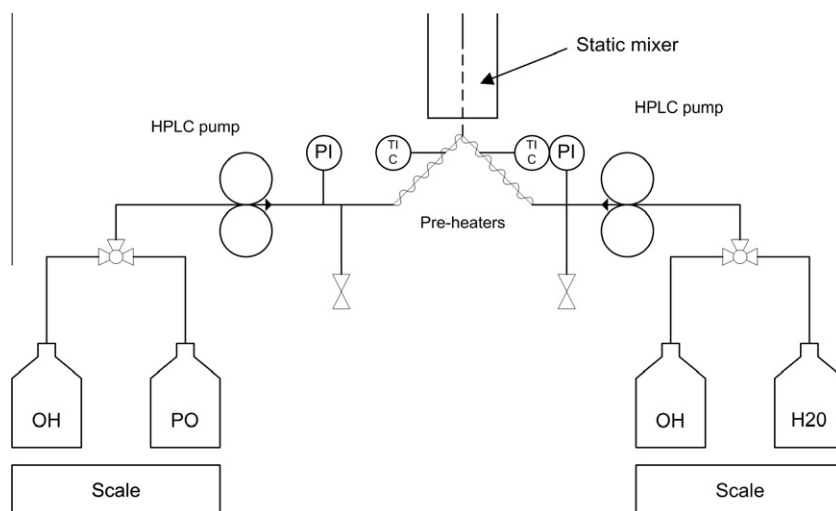 Static mixer
HPLC pump
HPLC pump
PI
TI
C
TI
C
PI
Pre-heaters
OH
PO
OH
H20
Scale
Scale